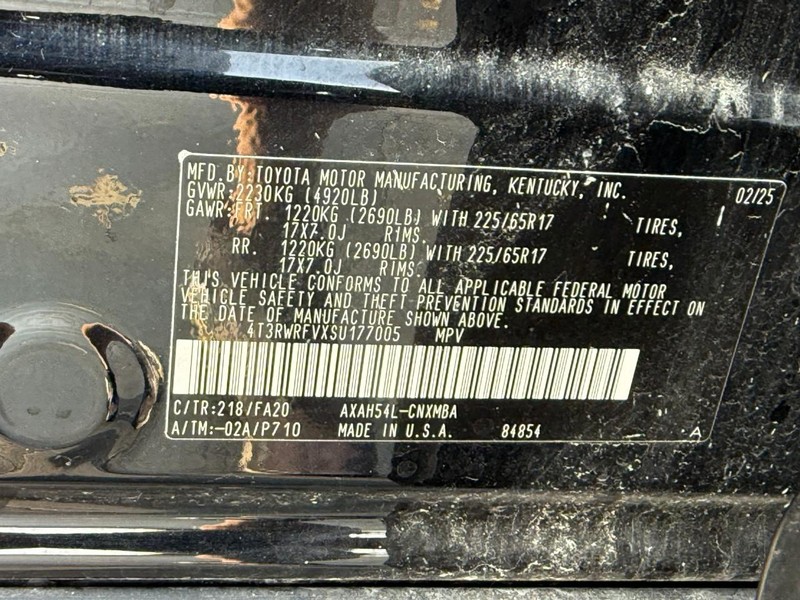 MFD.BY:TOYOTA MOTOR MANUFACTURING, KENTUCKY, INC. 02/25
GVWR:2230KG (4920LB)
GAWR:FRT. 1220KG (2690LB) WITH 225/65R17 TIRES,
17X7.0J RIMS.
RR. 1220KG (2690LB) WITH 225/65R17 TIRES,
17X7.0J RIMS.
THIS VEHICLE CONFORMS TO ALL APPLICABLE FEDERAL MOTOR
VEHICLE SAFETY AND THEFT PREVENTION STANDARDS IN EFFECT ON
THE DATE OF MANUFACTURE SHOWN ABOVE.
4T3RWRFVXSU177005 MPV
C/TR:218/FA20 AXAH54L-CNXMBA
A/TM:-02A/P710 MADE IN U.S.A. 84854 A